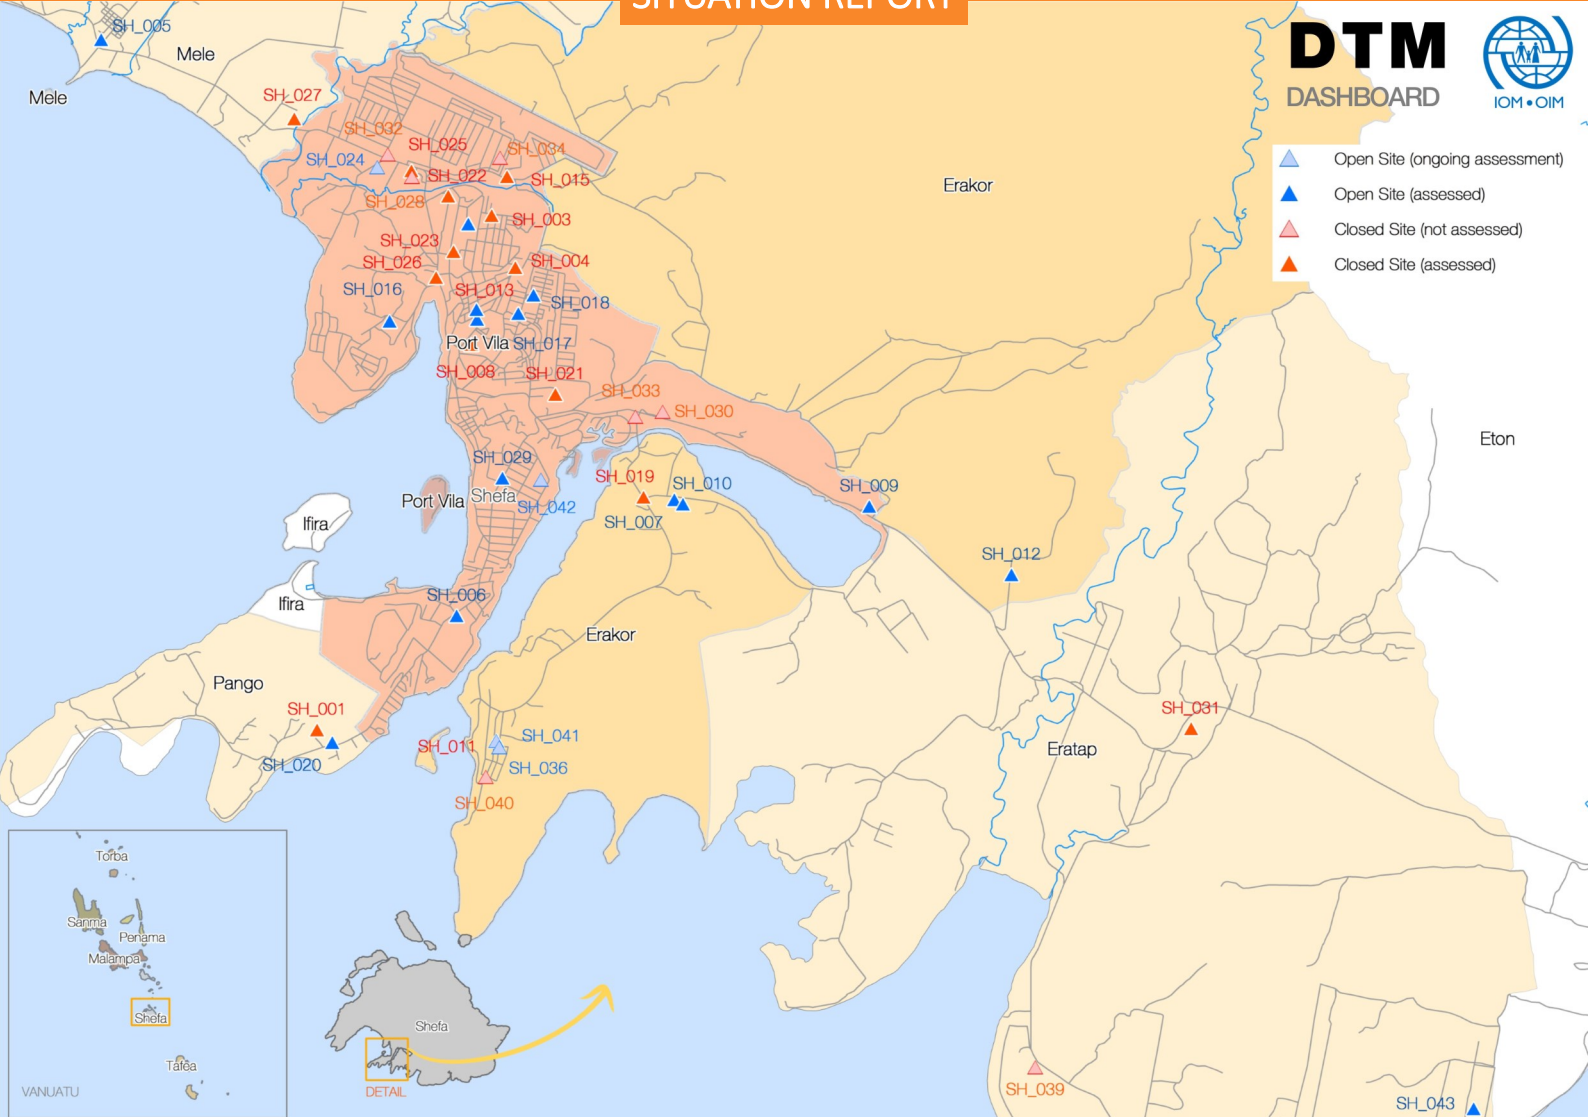 SITUATION REPORT
DTM
DASHBOARD
IOM • OIM
Open Site (ongoing assessment)
Open Site (assessed)
Closed Site (not assessed)
Closed Site (assessed)
SH_005
Mele
Mele
SH_027
SH_032
SH_025
SH_034
SH_024
SH_022
SH_015
SH_028
Erakor
SH_003
SH_023
SH_026
SH_004
SH_016
SH_013
SH_018
Port Vila
SH_017
SH_008
SH_021
SH_033
SH_030
Eton
SH_029
SH_019
SH_010
SH_009
Port Vila
Shefa
SH_042
Ifira
SH_007
SH_012
Ifira
SH_006
Erakor
Pango
SH_001
SH_031
SH_011
SH_041
Eratap
SH_020
SH_036
SH_040
Torba
Sanma
Penama
Malampa
Shefa
Tafea
VANUATU
Shefa
DETAIL
SH_039
SH_043